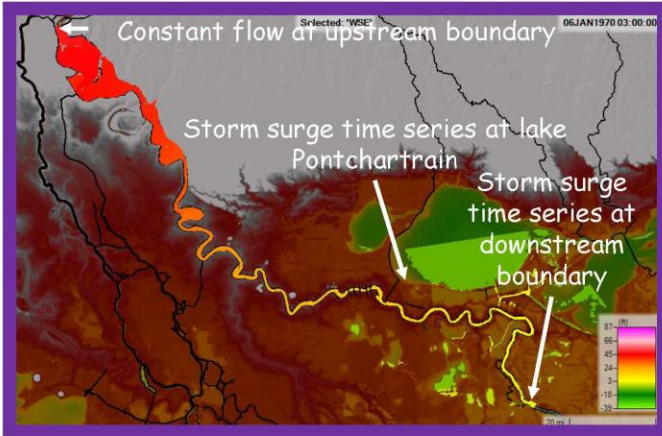 Selected: 'WSE'
06JAN1970 03:00:00
Constant flow at upstream boundary
Storm surge time series at lake
Pontchartrain
Storm surge
time series at
downstream
boundary
(ft)
87
66
45
24
3
-18
-39
20 mi